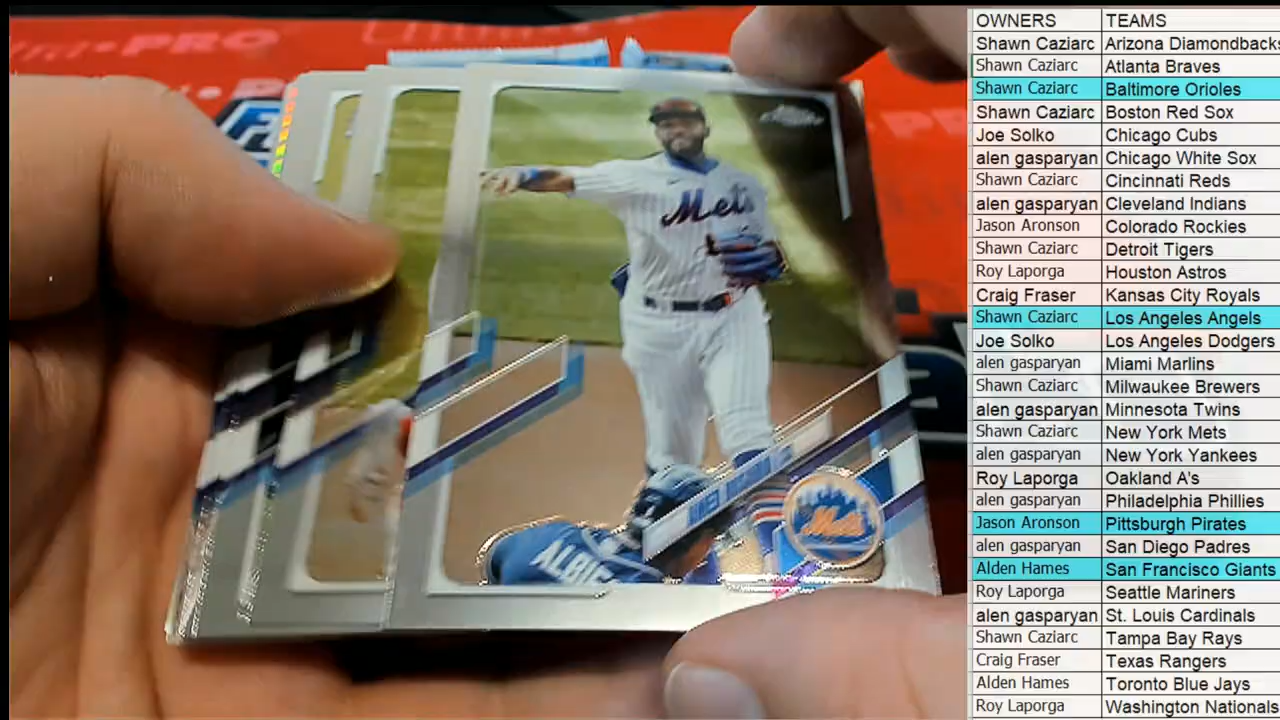 PRO
Mets
ALBIE
Mets
OWNERS TEAMS
Shawn Caziarc Arizona Diamondbacks
Shawn Caziarc Atlanta Braves
Shawn Caziarc Baltimore Orioles
Shawn Caziarc Boston Red Sox
Joe Solko Chicago Cubs
alen gasparyan Chicago White Sox
Shawn Caziarc Cincinnati Reds
alen gasparyan Cleveland Indians
Jason Aronson Colorado Rockies
Shawn Caziarc Detroit Tigers
Roy Laporga Houston Astros
Craig Fraser Kansas City Royals
Shawn Caziarc Los Angeles Angels
Joe Solko Los Angeles Dodgers
alen gasparyan Miami Marlins
Shawn Caziarc Milwaukee Brewers
alen gasparyan Minnesota Twins
Shawn Caziarc New York Mets
alen gasparyan New York Yankees
Roy Laporga Oakland A's
alen gasparyan Philadelphia Phillies
Jason Aronson Pittsburgh Pirates
alen gasparyan San Diego Padres
Alden Hames San Francisco Giants
Roy Laporga Seattle Mariners
alen gasparyan St. Louis Cardinals
Shawn Caziarc Tampa Bay Rays
Craig Fraser Texas Rangers
Alden Hames Toronto Blue Jays
Roy Laporga Washington Nationals